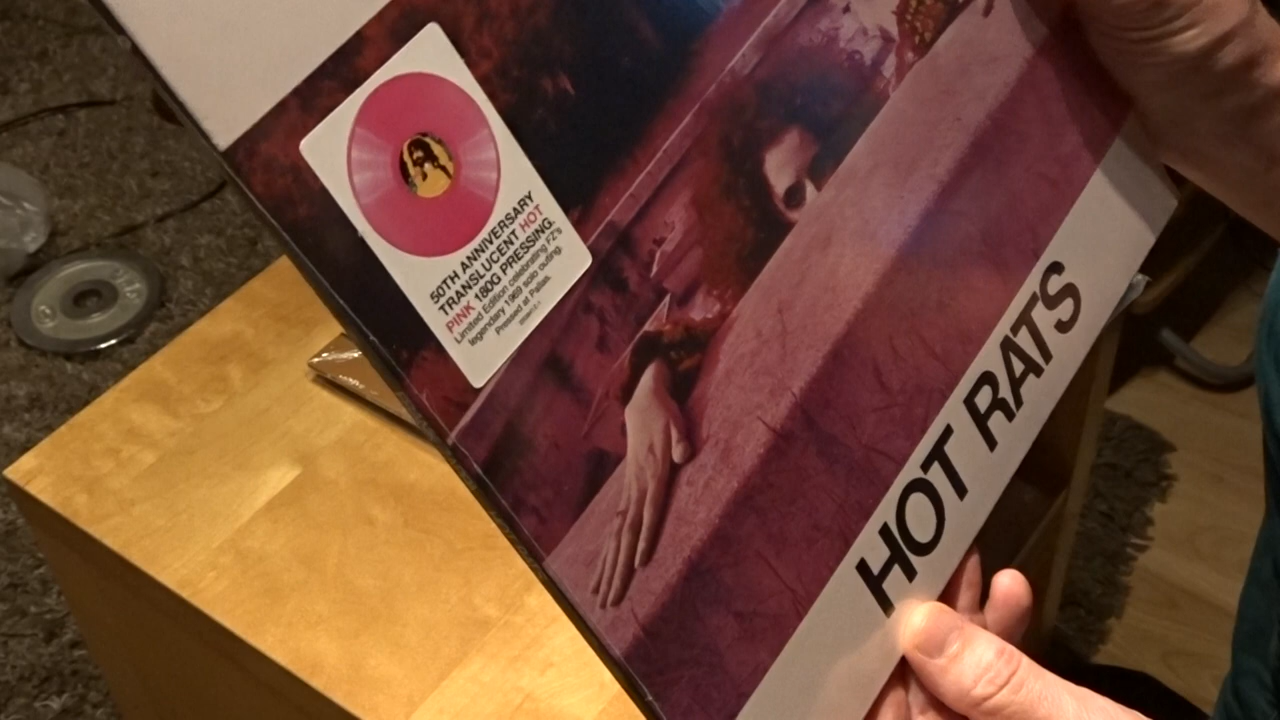 50TH ANNIVERSARY
TRANSLUCENT HOT
PINK 180G PRESSING.
Limited Edition celebrating FZ's
legendary 1969 solo outing.
Pressed at Pallas.
HOT RATS